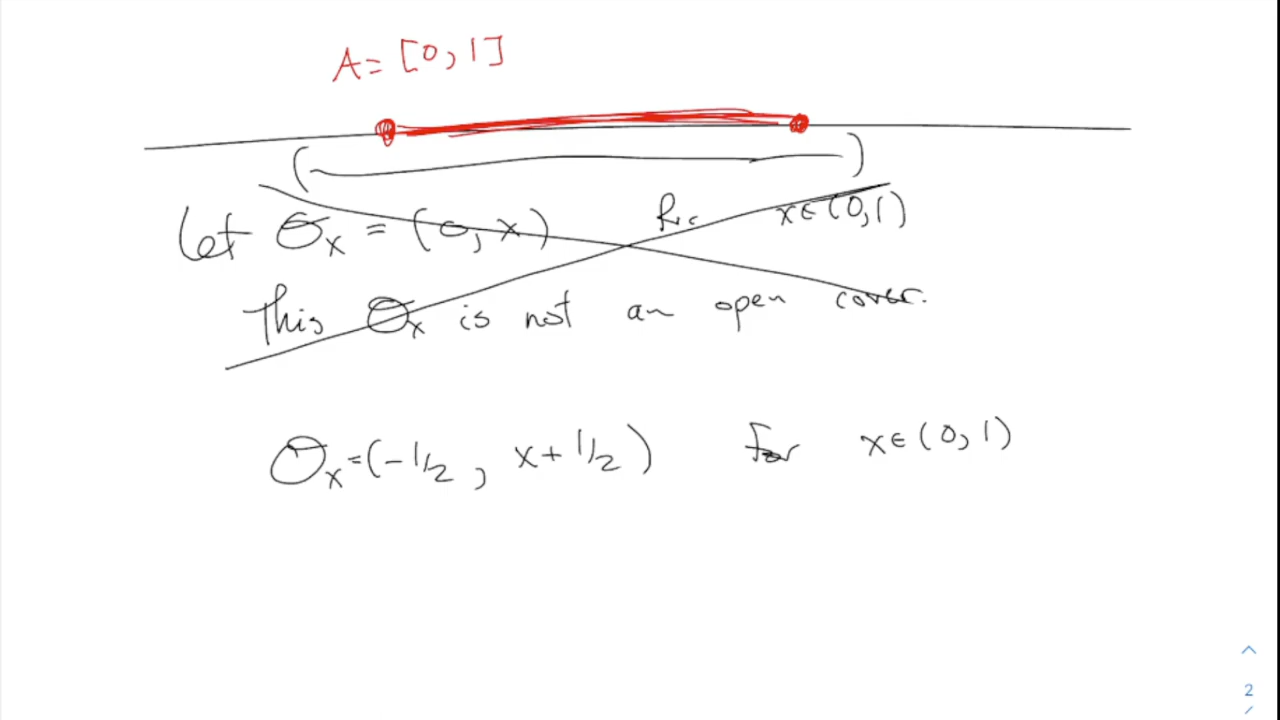 A = [0, 1]
Let O_x = (0, x) For x ∈ (0, 1)
This O_x is not an open cover.
O_x = (-1/2, x + 1/2) for x ∈ (0, 1)
2